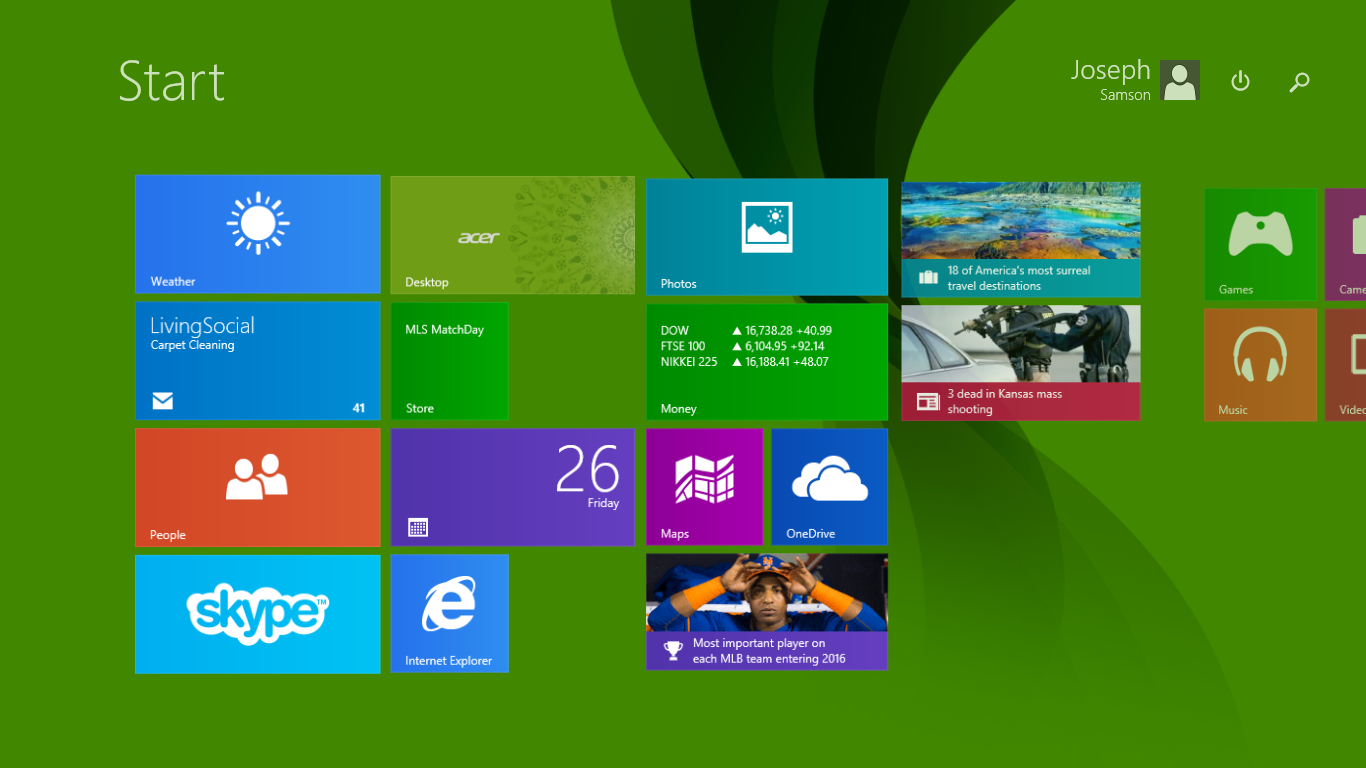 Start
Joseph
Samson
Weather
acer
Desktop
Photos
18 of America's most surreal
travel destinations
Games
Came
LivingSocial
Carpet Cleaning
41
MLS MatchDay
Store
DOW ▲ 16,738.28 +40.99
FTSE 100 ▲ 6,104.95 +92.14
NIKKEI 225 ▲ 16,188.41 +48.07
Money
3 dead in Kansas mass
shooting
Music
Video
People
26
Friday
Maps
OneDrive
skype™
Internet Explorer
Most important player on
each MLB team entering 2016